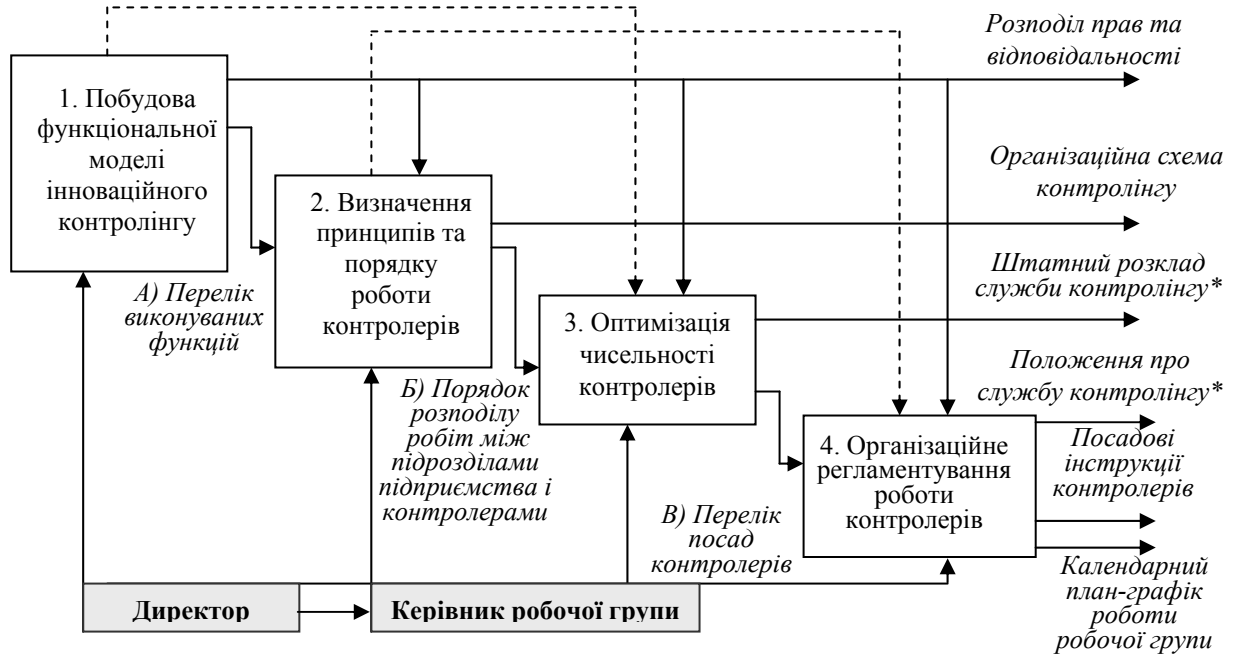 Розподіл прав та
відповідальності
1. Побудова
функціональної
моделі
інноваційного
контролінгу
Організаційна схема
контролінгу
2. Визначення
принципів та
порядку
роботи
контролерів
А) Перелік
виконуваних
функцій
Штатний розклад
служби контролінгу*
3. Оптимізація
чисельності
контролерів
Б) Порядок
розподілу
робіт між
підрозділами
підприємства і
контролерами
Положення про
службу контролінгу*
4. Організаційне
регламентування
роботи
контролерів
Посадові
інструкції
контролерів
В) Перелік
посад
контролерів
Календарний
план-графік
роботи
робочої групи
Директор
Керівник робочої групи